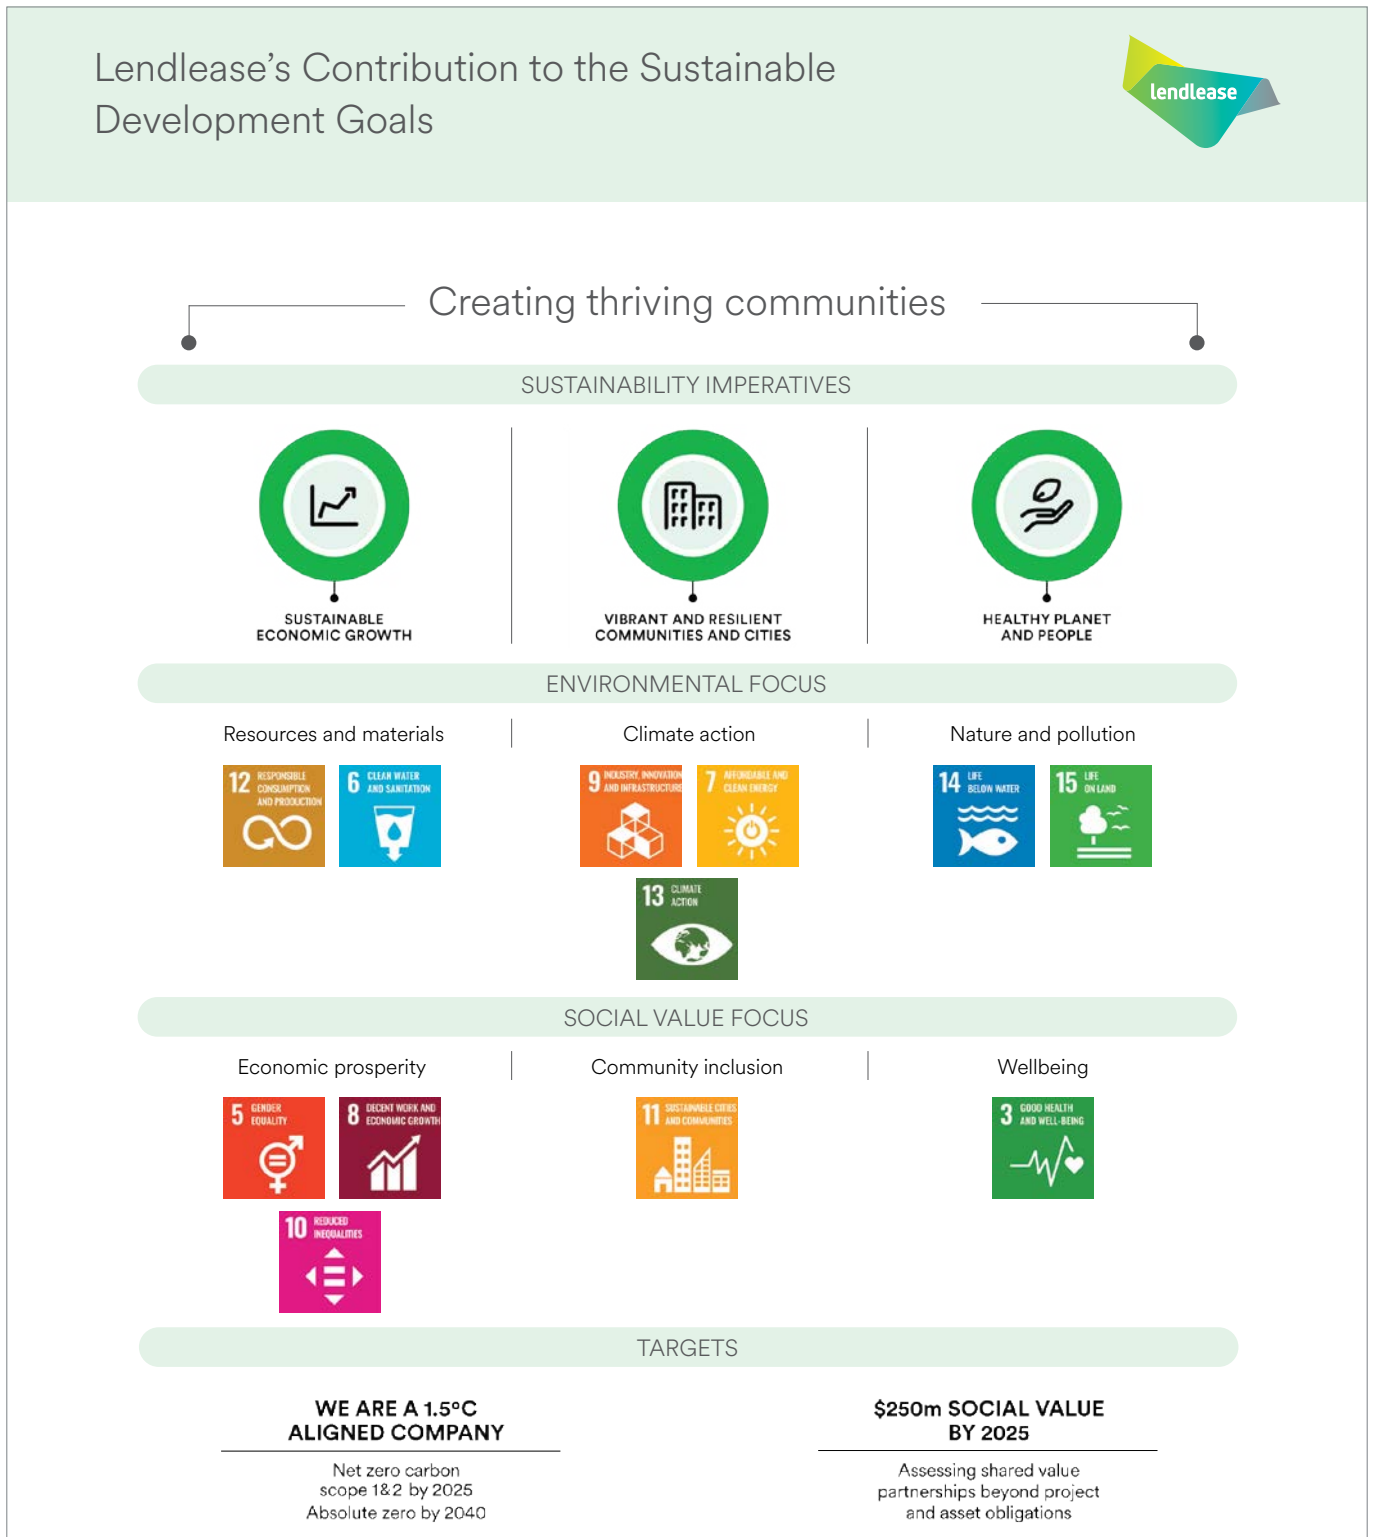 Lendlease's Contribution to the Sustainable
Development Goals
lendlease
Creating thriving communities
SUSTAINABILITY IMPERATIVES
SUSTAINABLE
ECONOMIC GROWTH
VIBRANT AND RESILIENT
COMMUNITIES AND CITIES
HEALTHY PLANET
AND PEOPLE
ENVIRONMENTAL FOCUS
Resources and materials
Climate action
Nature and pollution
12 RESPONSIBLE
CONSUMPTION
AND PRODUCTION
6 CLEAN WATER
AND SANITATION
9 INDUSTRY, INNOVATION
AND INFRASTRUCTURE
7 AFFORDABLE AND
CLEAN ENERGY
14 LIFE
BELOW WATER
15 LIFE
ON LAND
13 CLIMATE
ACTION
SOCIAL VALUE FOCUS
Economic prosperity
Community inclusion
Wellbeing
5 GENDER
EQUALITY
8 DECENT WORK AND
ECONOMIC GROWTH
11 SUSTAINABLE CITIES
AND COMMUNITIES
3 GOOD HEALTH
AND WELL-BEING
10 REDUCED
INEQUALITIES
TARGETS
WE ARE A 1.5°C
ALIGNED COMPANY
Net zero carbon
scope 1&2 by 2025
Absolute zero by 2040
$250m SOCIAL VALUE
BY 2025
Assessing shared value
partnerships beyond project
and asset obligations